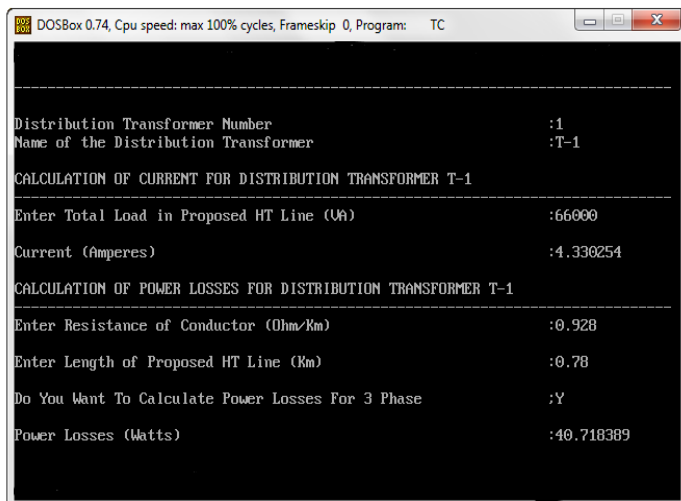 DOSBox 0.74, Cpu speed: max 100% cycles, Frameskip 0, Program: TC
Distribution Transformer Number :1
Name of the Distribution Transformer :T-1
CALCULATION OF CURRENT FOR DISTRIBUTION TRANSFORMER T-1
Enter Total Load in Proposed HT Line (VA) :66000
Current (Amperes) :4.330254
CALCULATION OF POWER LOSSES FOR DISTRIBUTION TRANSFORMER T-1
Enter Resistance of Conductor (Ohm/Km) :0.928
Enter Length of Proposed HT Line (Km) :0.78
Do You Want To Calculate Power Losses For 3 Phase ;Y
Power Losses (Watts) :40.718389